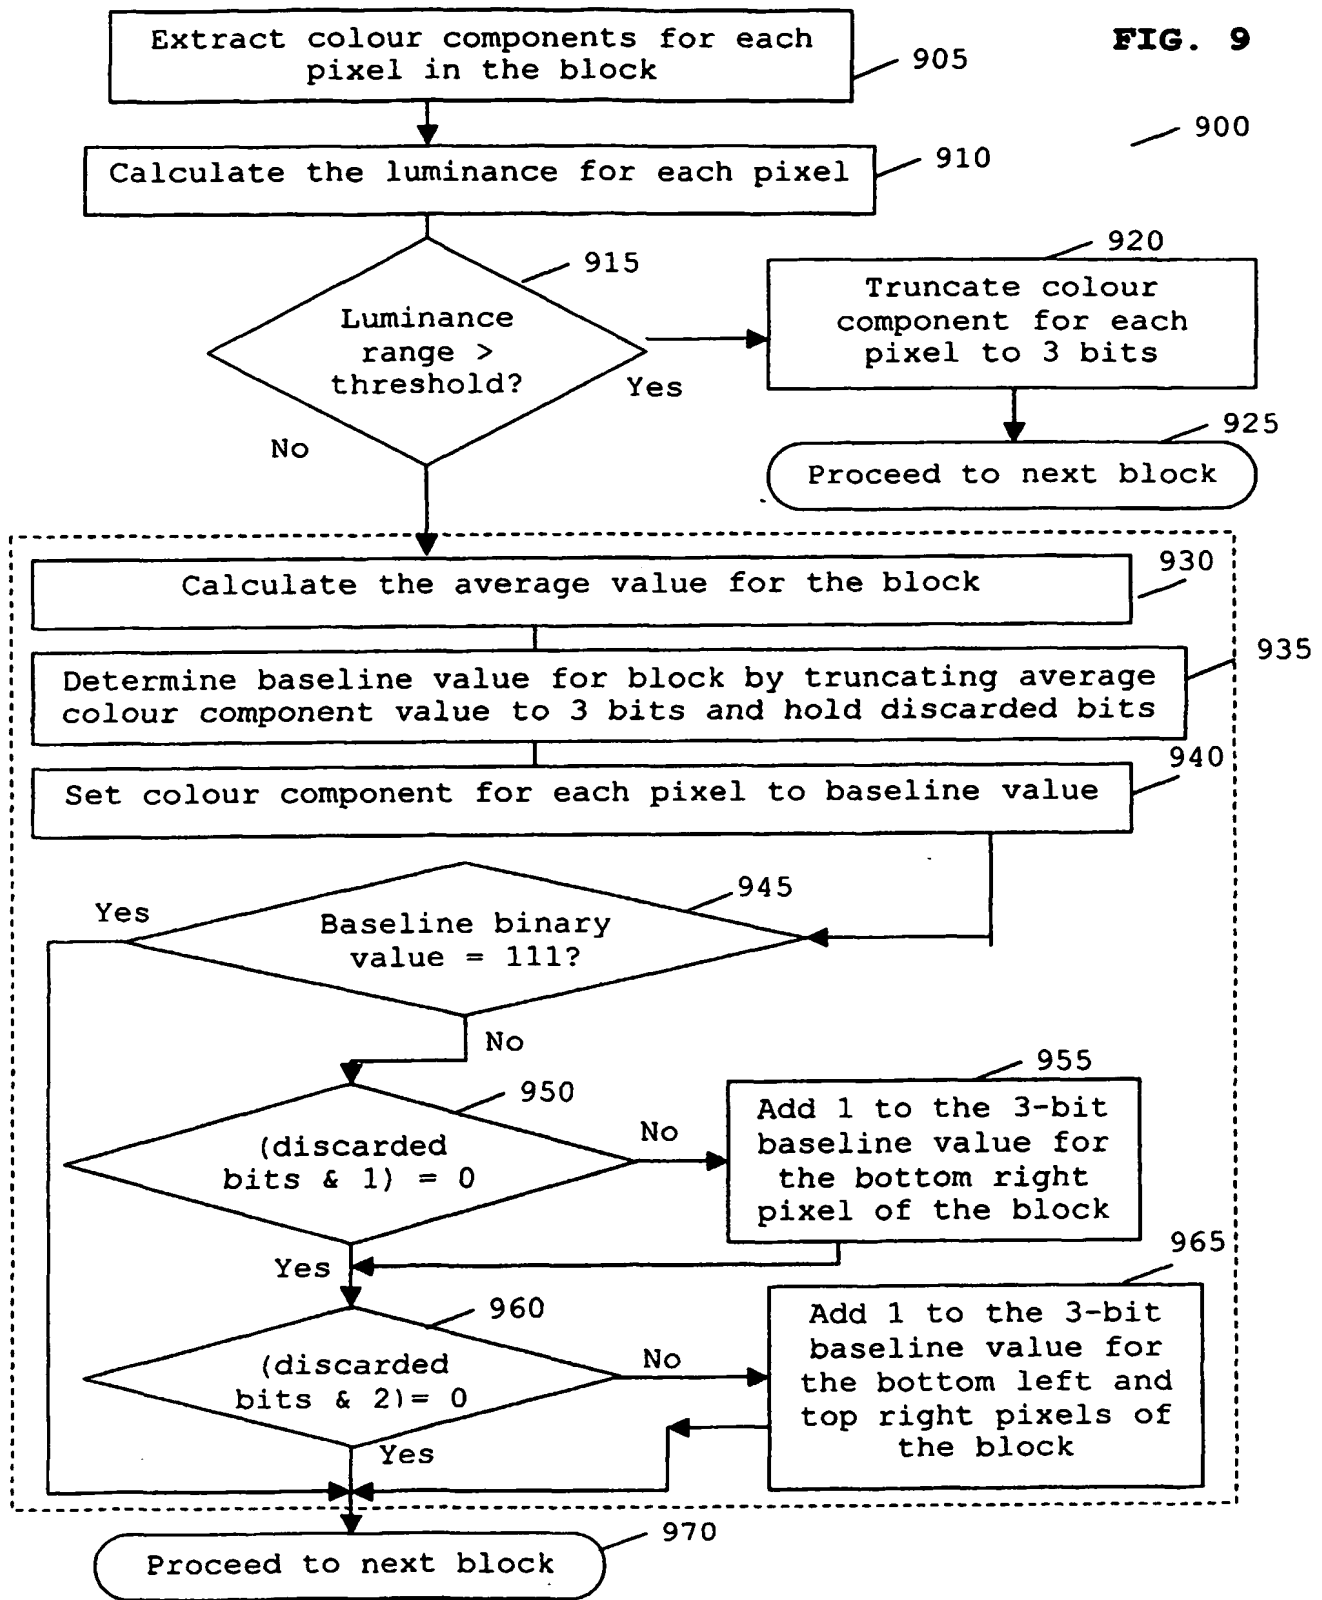 FIG. 9
Extract colour components for each
pixel in the block
905
900
Calculate the luminance for each pixel
910
915
Luminance
range >
threshold?
Yes
No
920
Truncate colour
component for each
pixel to 3 bits
925
Proceed to next block
930
Calculate the average value for the block
935
Determine baseline value for block by truncating average
colour component value to 3 bits and hold discarded bits
940
Set colour component for each pixel to baseline value
945
Yes
Baseline binary
value = 111?
No
950
(discarded
bits & 1) = 0
No
955
Add 1 to the 3-bit
baseline value for
the bottom right
pixel of the block
Yes
960
(discarded
bits & 2)= 0
No
965
Add 1 to the 3-bit
baseline value for
the bottom left and
top right pixels of
the block
Yes
970
Proceed to next block